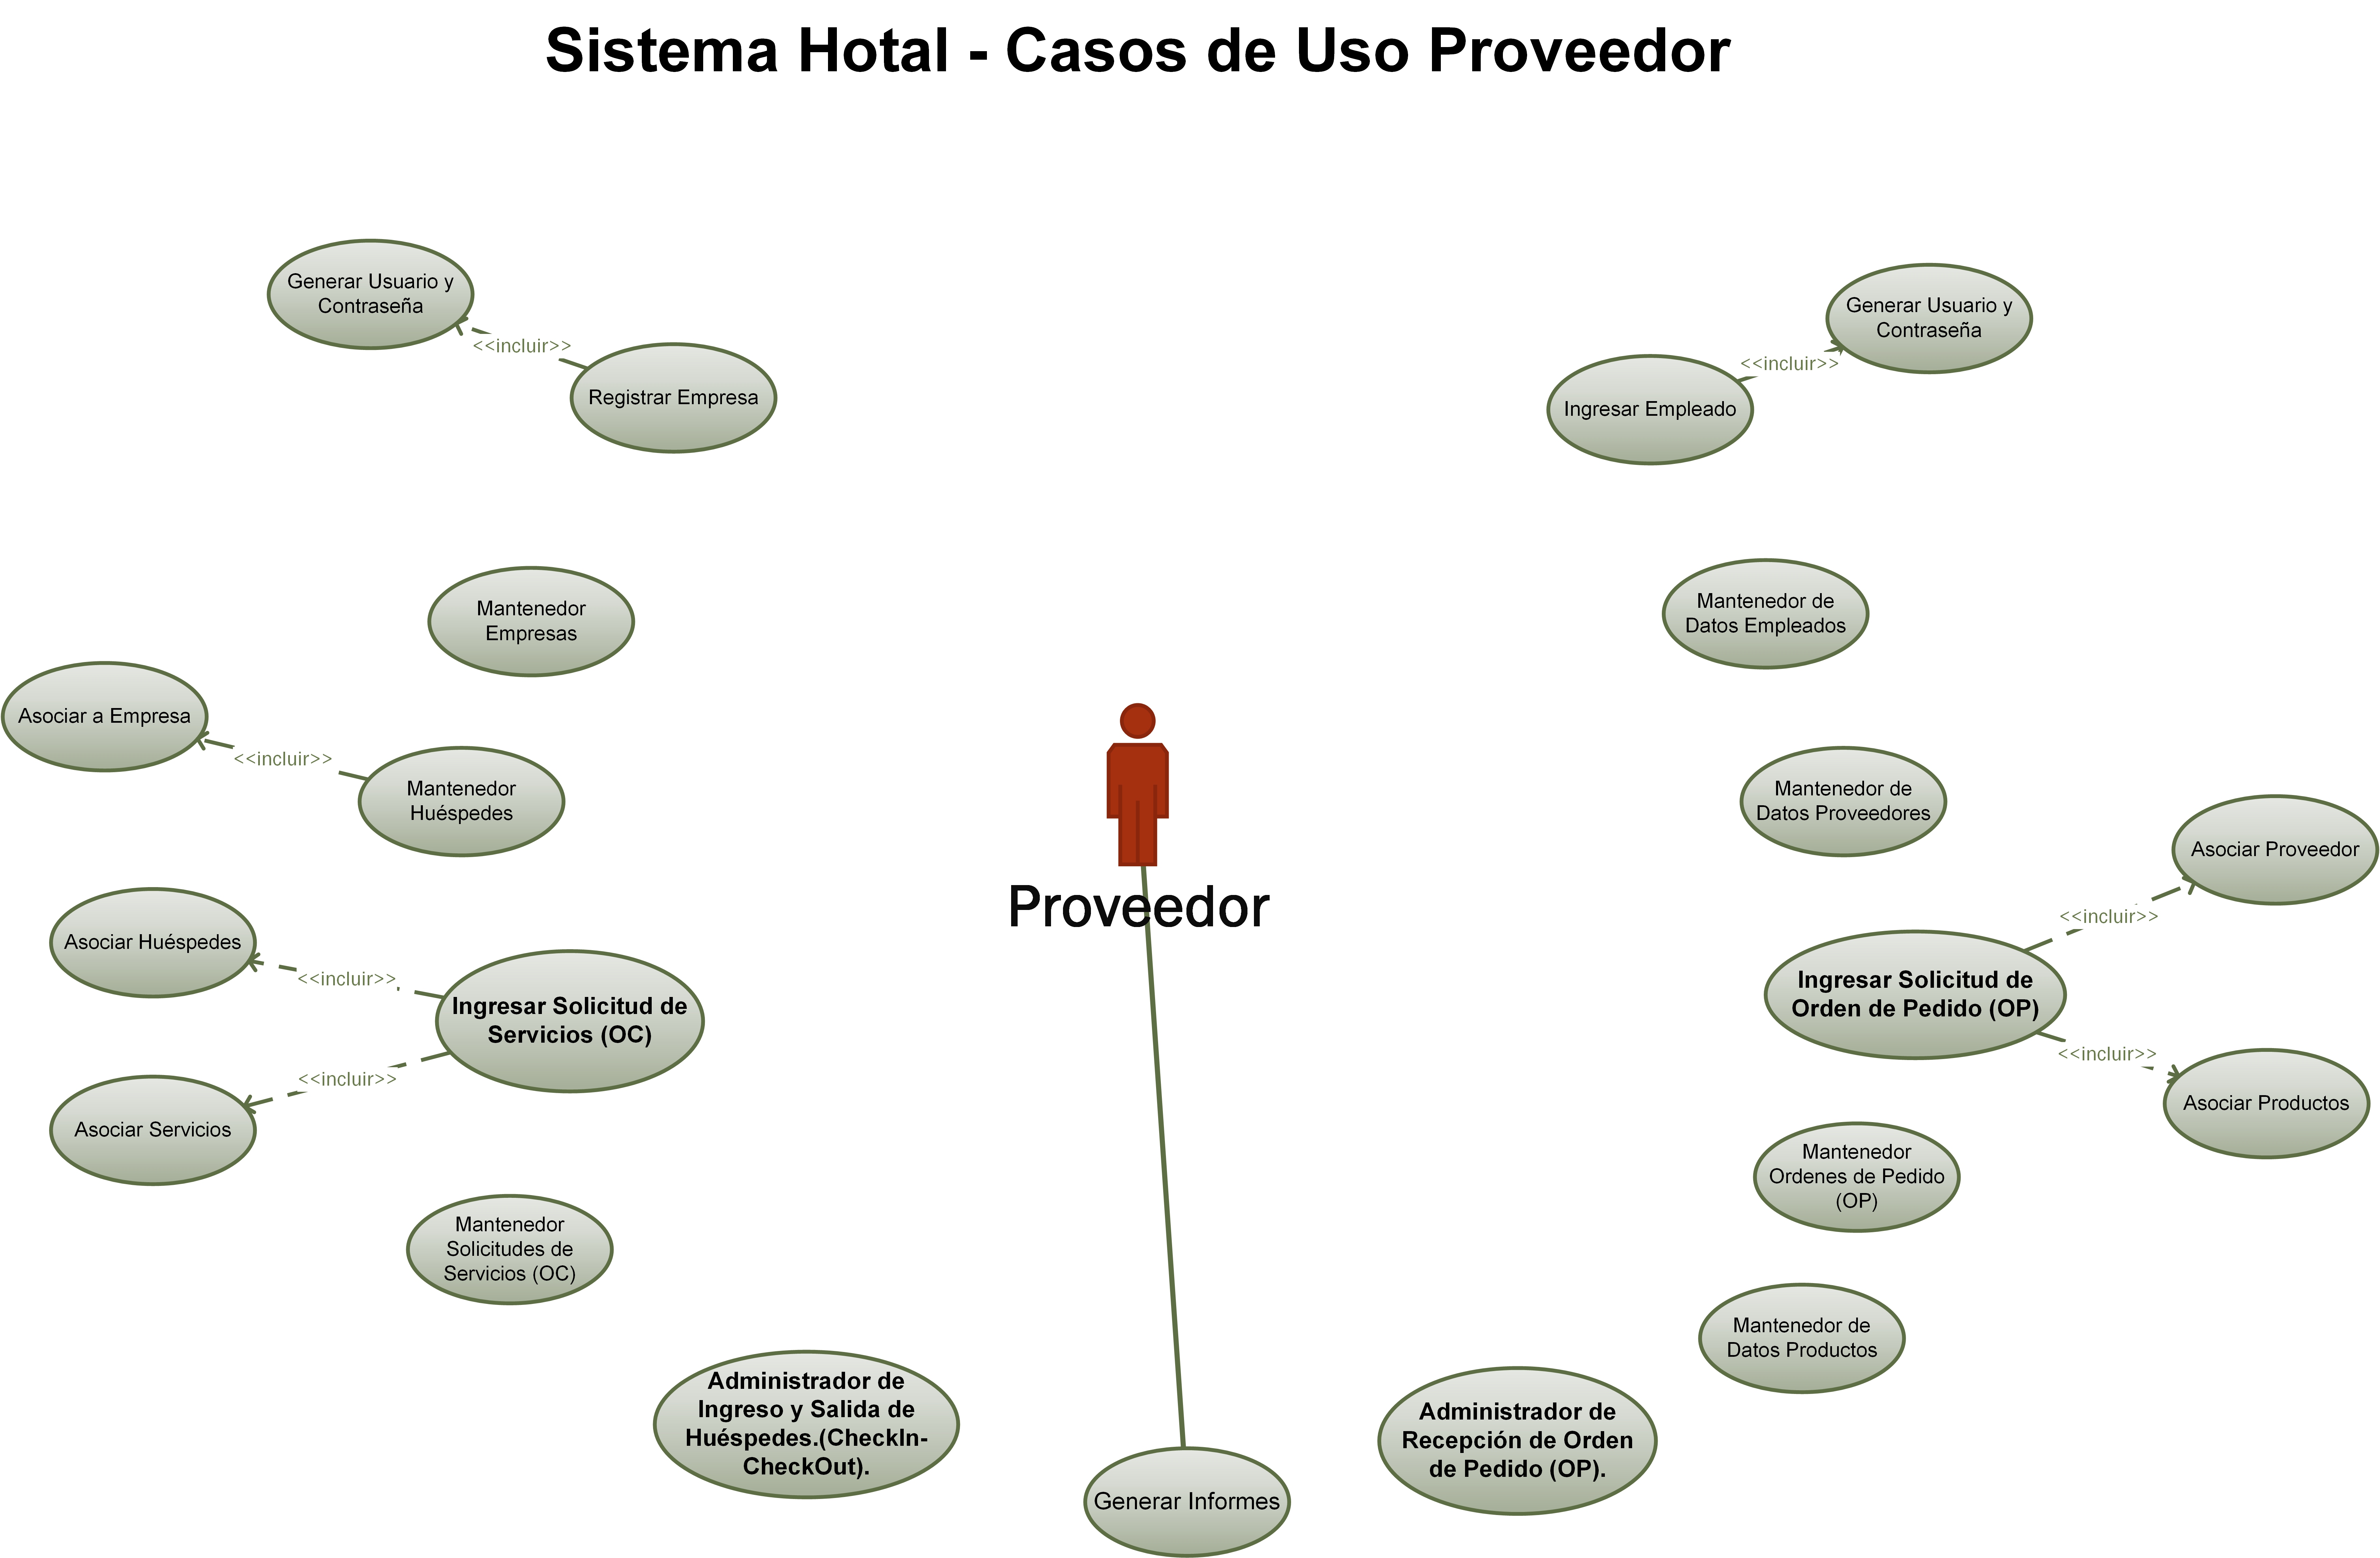 Sistema Hotal - Casos de Uso Proveedor
Generar Usuario y
Contraseña
<<incluir>>
Registrar Empresa
Generar Usuario y
Contraseña
<<incluir>>
Ingresar Empleado
Mantenedor
Empresas
Mantenedor de
Datos Empleados
Asociar a Empresa
<<incluir>>
Mantenedor
Huéspedes
Mantenedor de
Datos Proveedores
Proveedor
Asociar Proveedor
<<incluir>>
Asociar Huéspedes
<<incluir>>
Ingresar Solicitud de
Servicios (OC)
<<incluir>>
Asociar Servicios
Ingresar Solicitud de
Orden de Pedido (OP)
<<incluir>>
Asociar Productos
Mantenedor
Ordenes de Pedido
(OP)
Mantenedor
Solicitudes de
Servicios (OC)
Mantenedor de
Datos Productos
Administrador de
Ingreso y Salida de
Huéspedes.(CheckIn-
CheckOut).
Generar Informes
Administrador de
Recepción de Orden
de Pedido (OP).